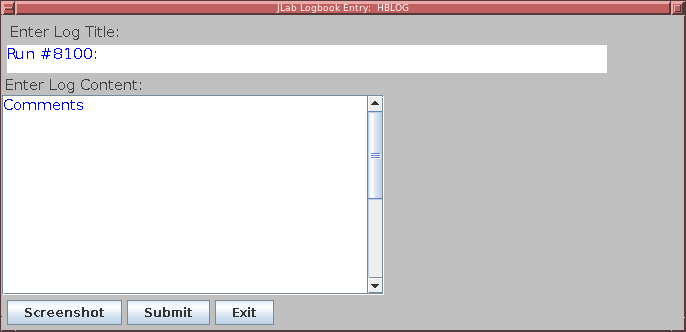 JLab Logbook Entry: HBLOG
Enter Log Title:
Run #8100:
Enter Log Content:
Comments
Screenshot Submit Exit